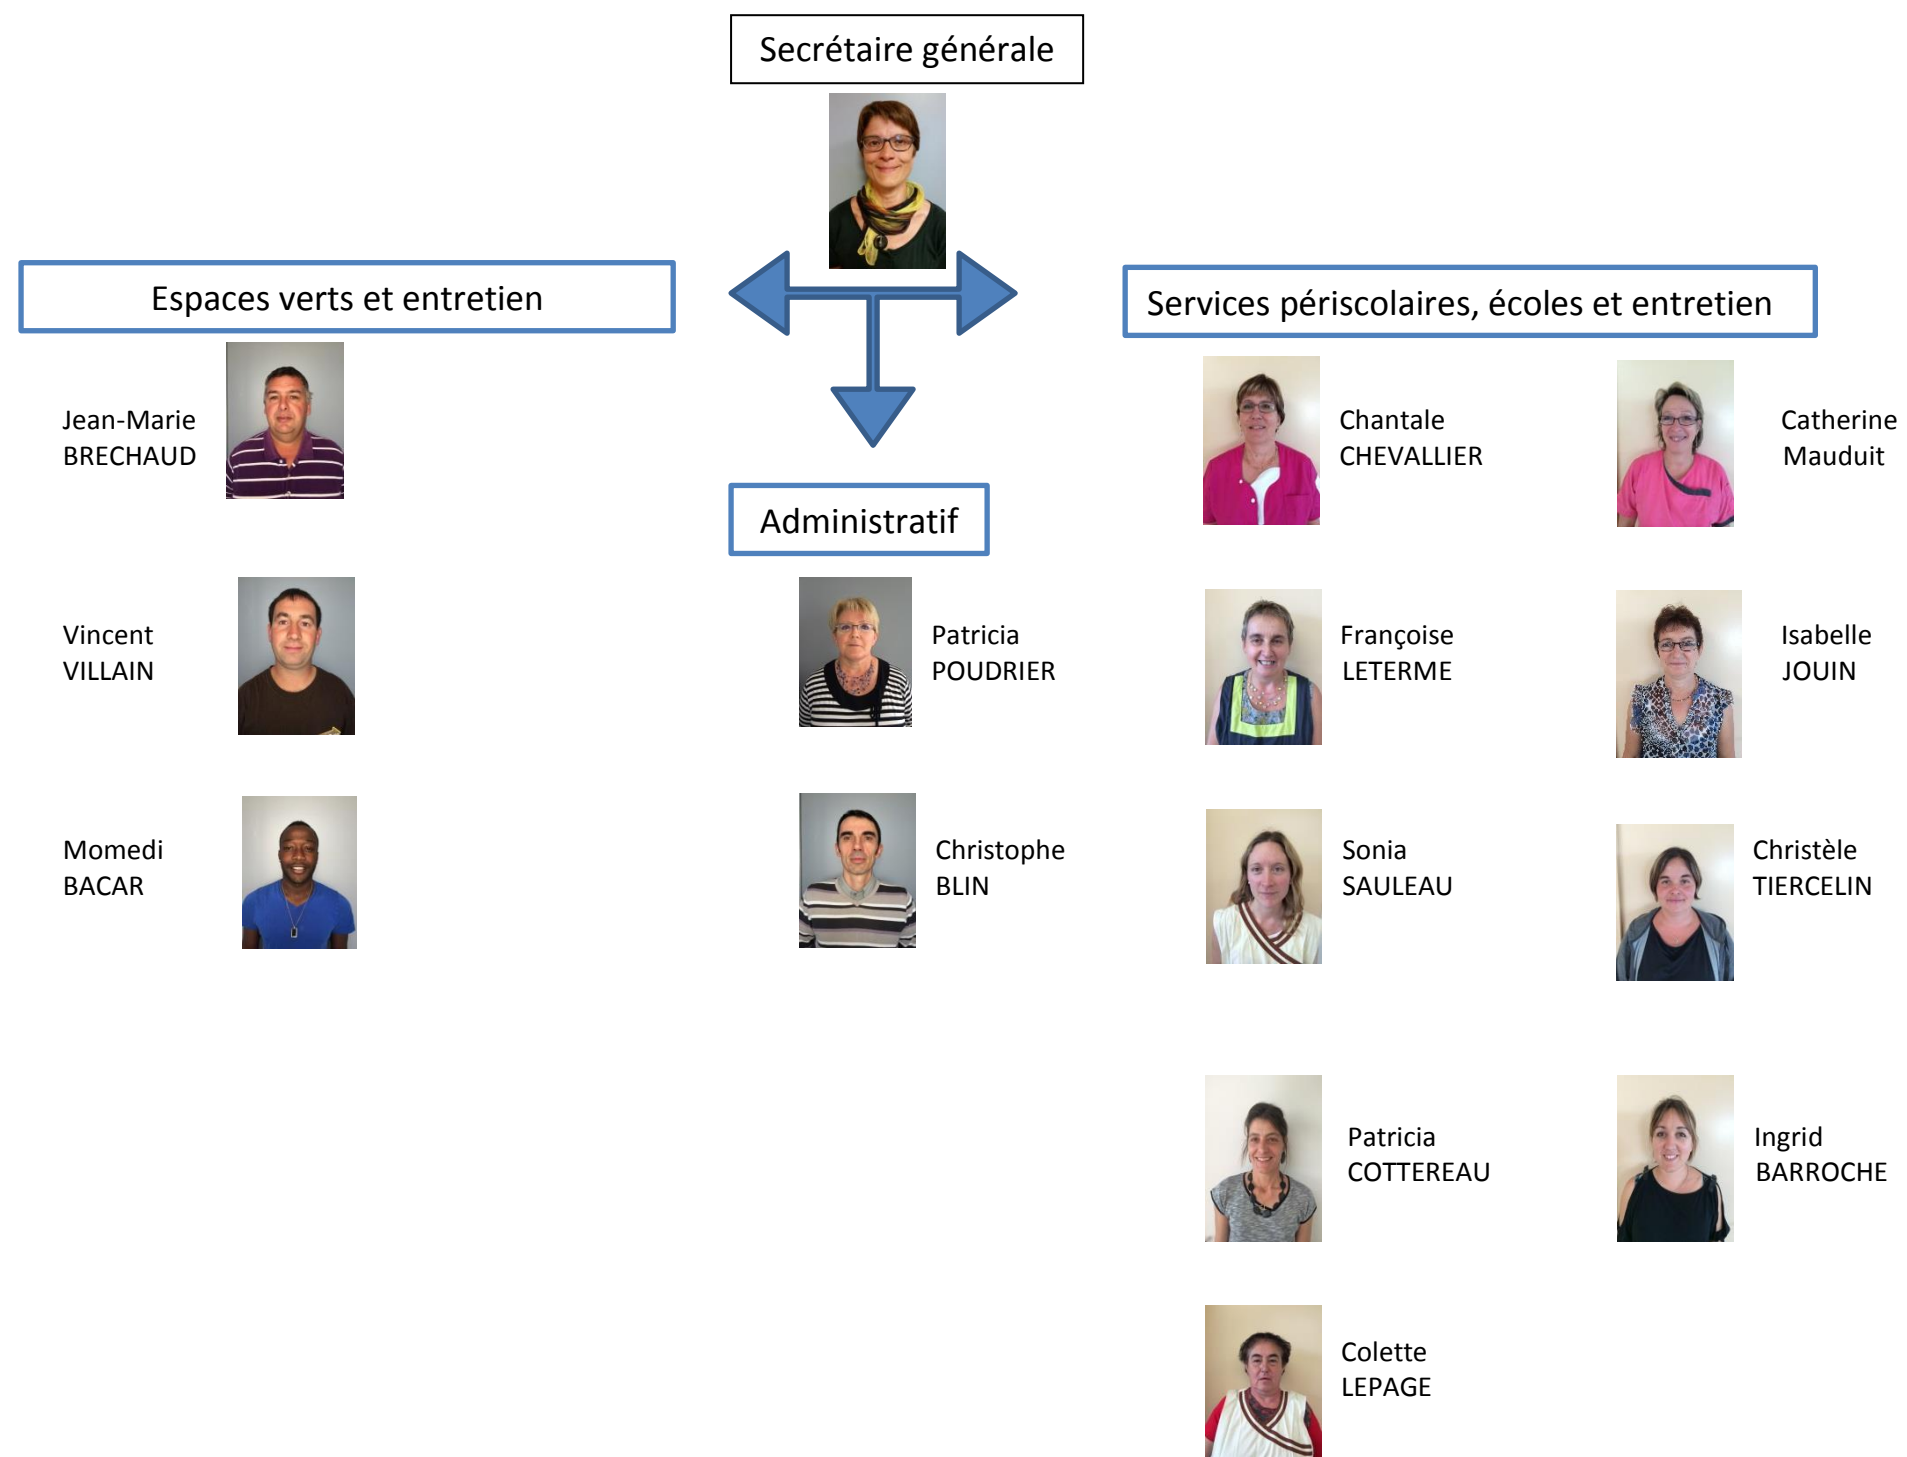 Secrétaire générale
Espaces verts et entretien
Services périscolaires, écoles et entretien
Jean-Marie
BRECHAUD
Vincent
VILLAIN
Momedi
BACAR
Administratif
Patricia
POUDRIER
Christophe
BLIN
Chantale
CHEVALLIER
Catherine
Mauduit
Françoise
LETERME
Isabelle
JOUIN
Sonia
SAULEAU
Christèle
TIERCELIN
Patricia
COTTEREAU
Ingrid
BARROCHE
Colette
LEPAGE